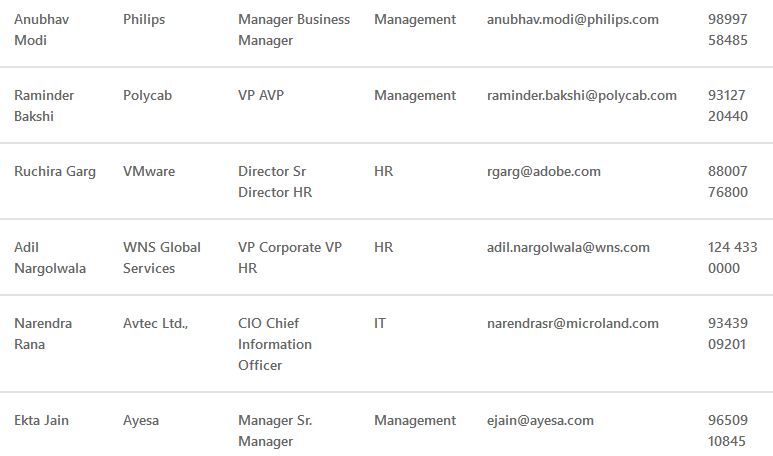 Anubhav Philips Manager Business Management anubhav.modi@philips.com 98997
Modi Manager 58485
Raminder Polycab VP AVP Management raminder.bakshi@polycab.com 93127
Bakshi 20440
Ruchira Garg VMware Director Sr HR rgarg@adobe.com 88007
Director HR 76800
Adil WNS Global VP Corporate VP HR adil.nargolwala@wns.com 124 433
Nargolwala Services HR 0000
Narendra Avtec Ltd., CIO Chief IT narendrasr@microland.com 93439
Rana Information 09201
Officer
Ekta Jain Ayesa Manager Sr. Management ejain@ayesa.com 96509
Manager 10845